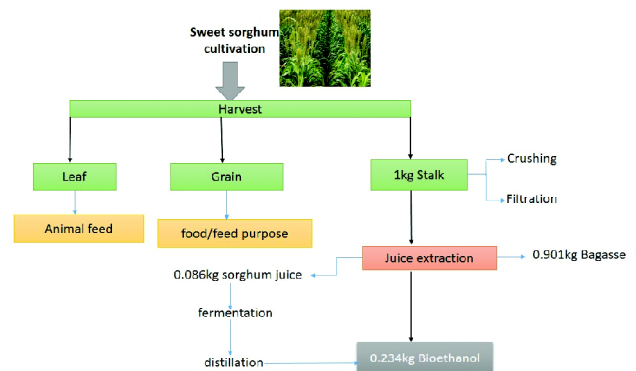 Sweet sorghum
cultivation
Harvest
Leaf
Grain
1kg Stalk
Crushing
Filtration
Animal feed
food/feed purpose
Juice extraction
0.901kg Bagasse
0.086kg sorghum juice
fermentation
distillation
0.234kg Bioethanol